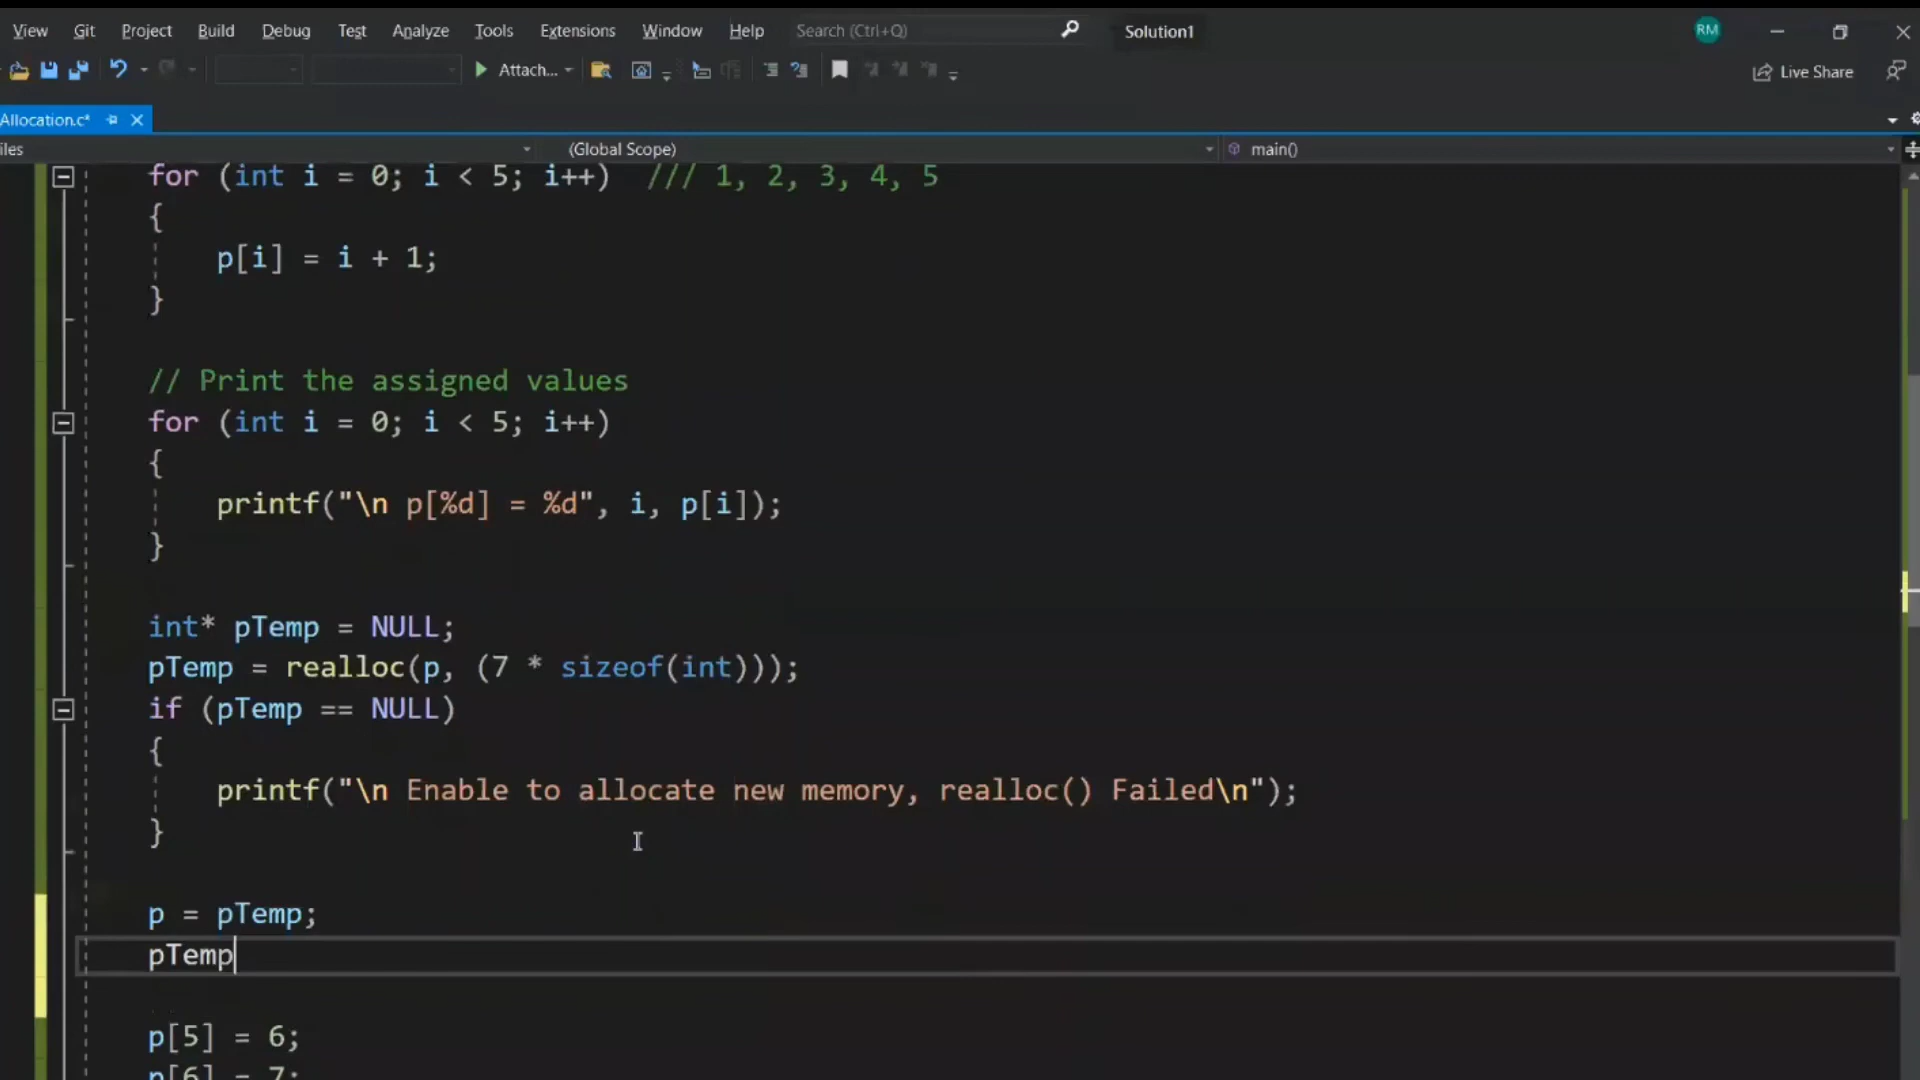 View Git Project Build Debug Test Analyze Tools Extensions Window Help Search (Ctrl+Q) Solution1 RM
Attach... Live Share
Allocation.c*
iles (Global Scope) main()
for (int i = 0; i < 5; i++) /// 1, 2, 3, 4, 5
{
p[i] = i + 1;
}
// Print the assigned values
for (int i = 0; i < 5; i++)
{
printf("\n p[%d] = %d", i, p[i]);
}
int* pTemp = NULL;
pTemp = realloc(p, (7 * sizeof(int)));
if (pTemp == NULL)
{
printf("\n Enable to allocate new memory, realloc() Failed\n");
}
p = pTemp;
pTemp
p[5] = 6;
p[6] = 7;